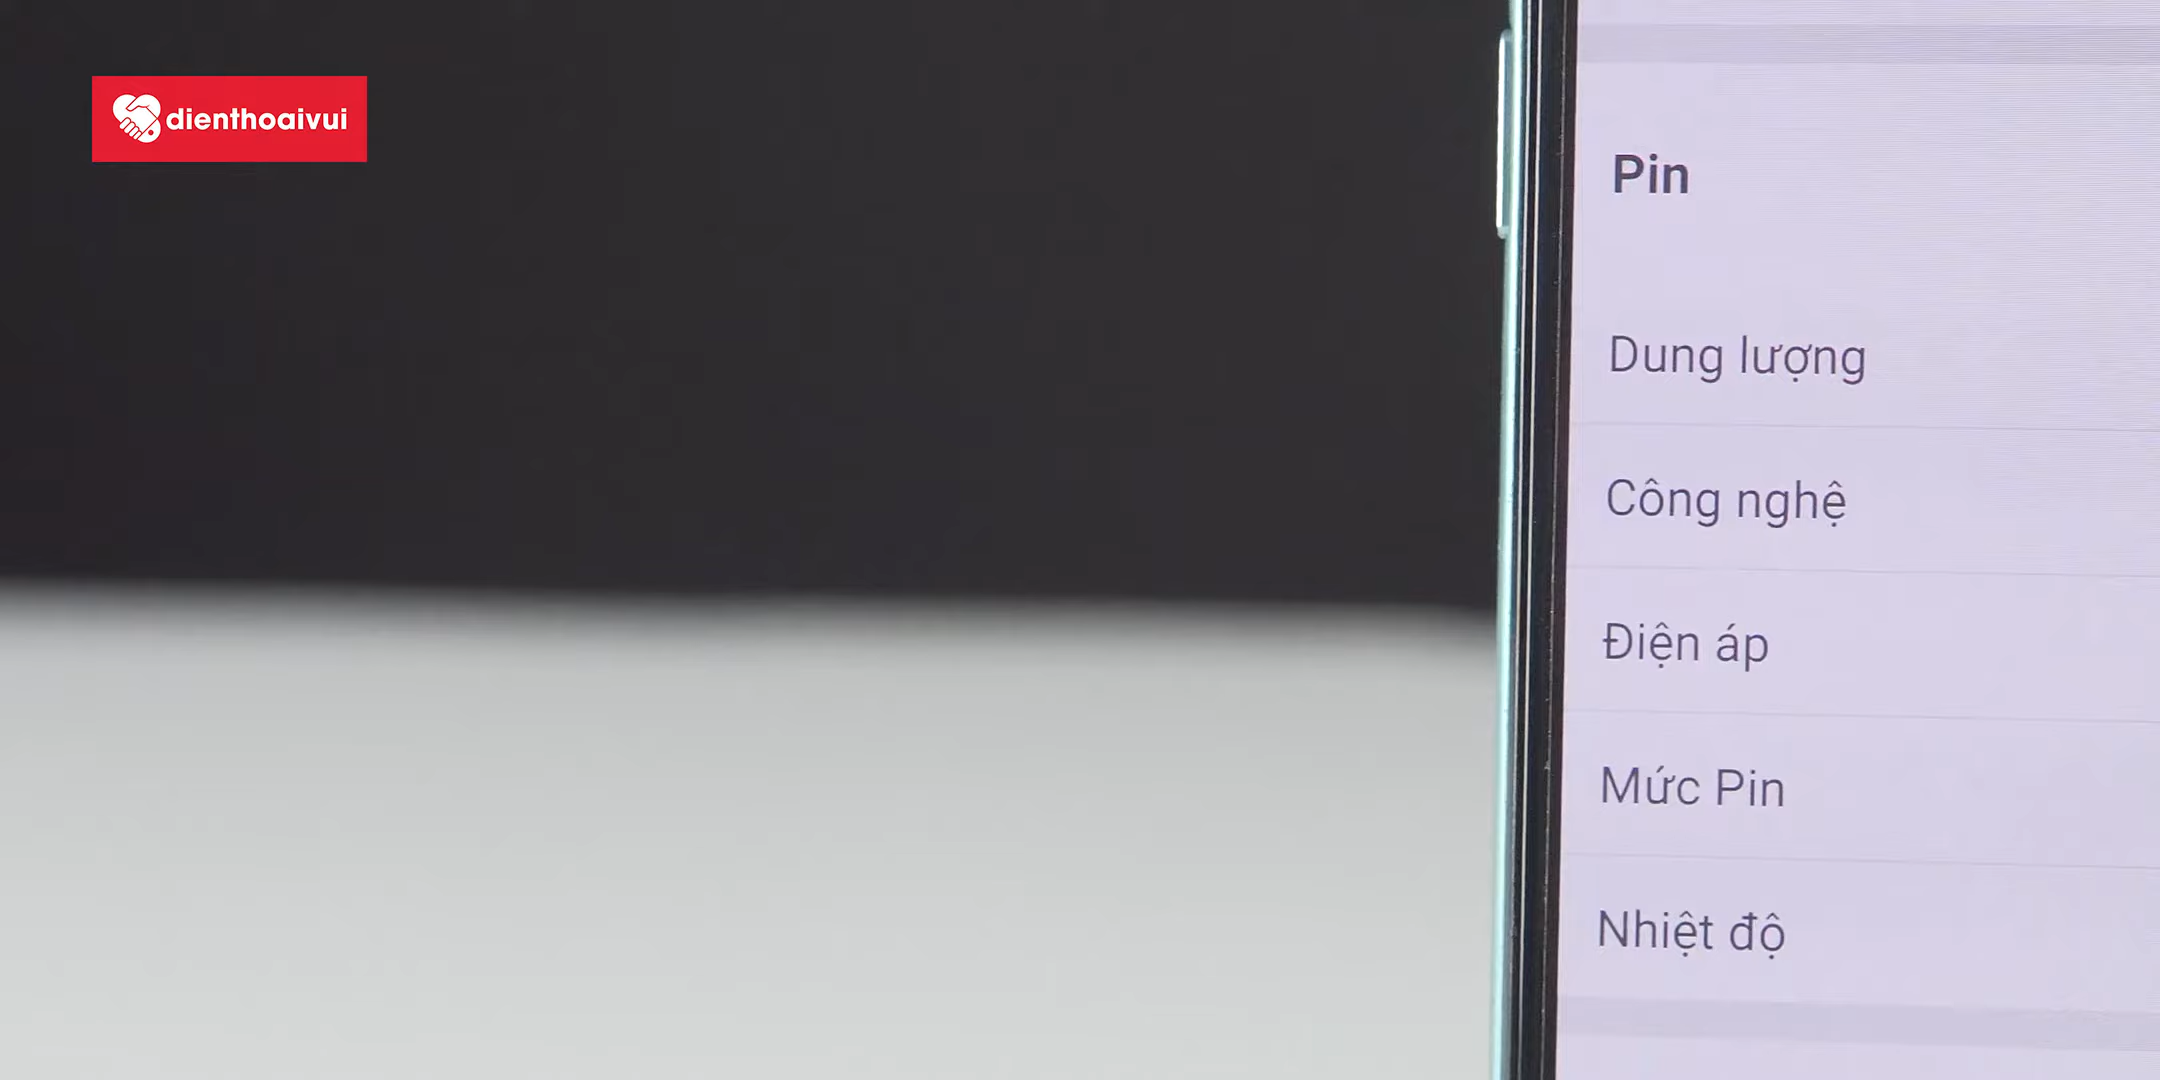 dienthoaivui
Pin
Dung lượng
Công nghệ
Điện áp
Mức Pin
Nhiệt độ